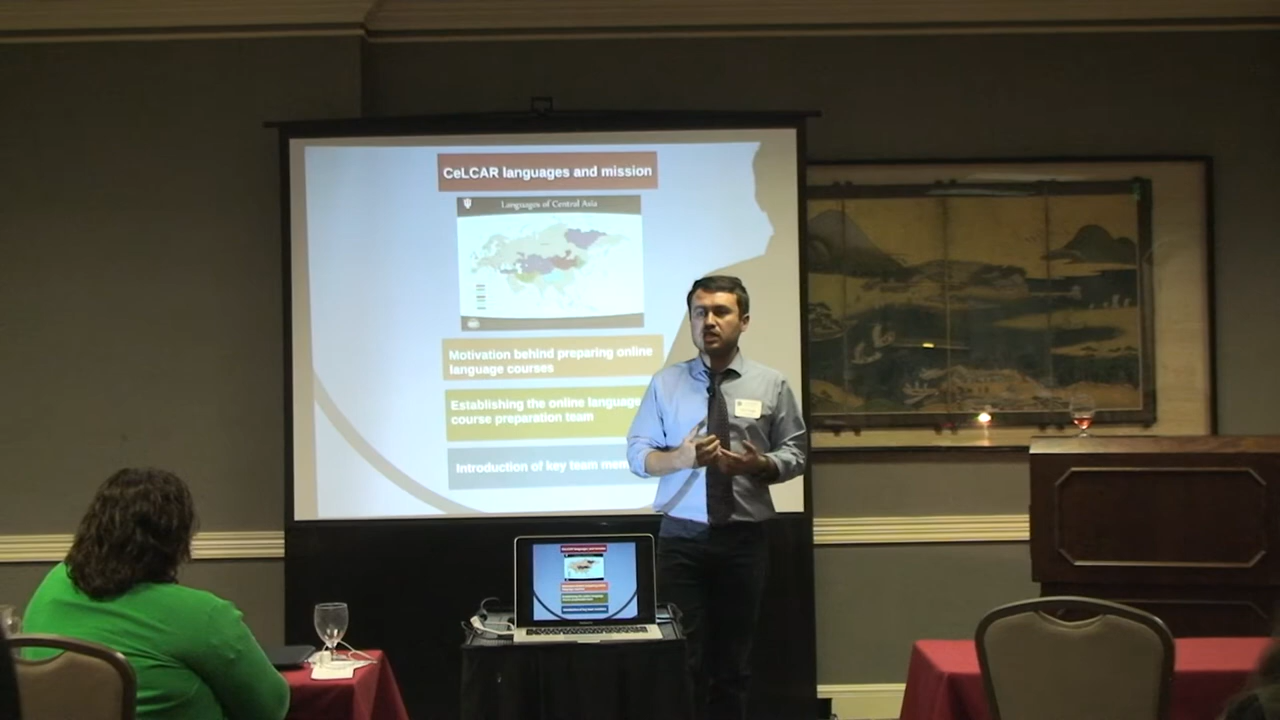 CeLCAR languages and mission
Languages of Central Asia
Motivation behind preparing online
language courses
Establishing the online language
course preparation team
Introduction of key team mem